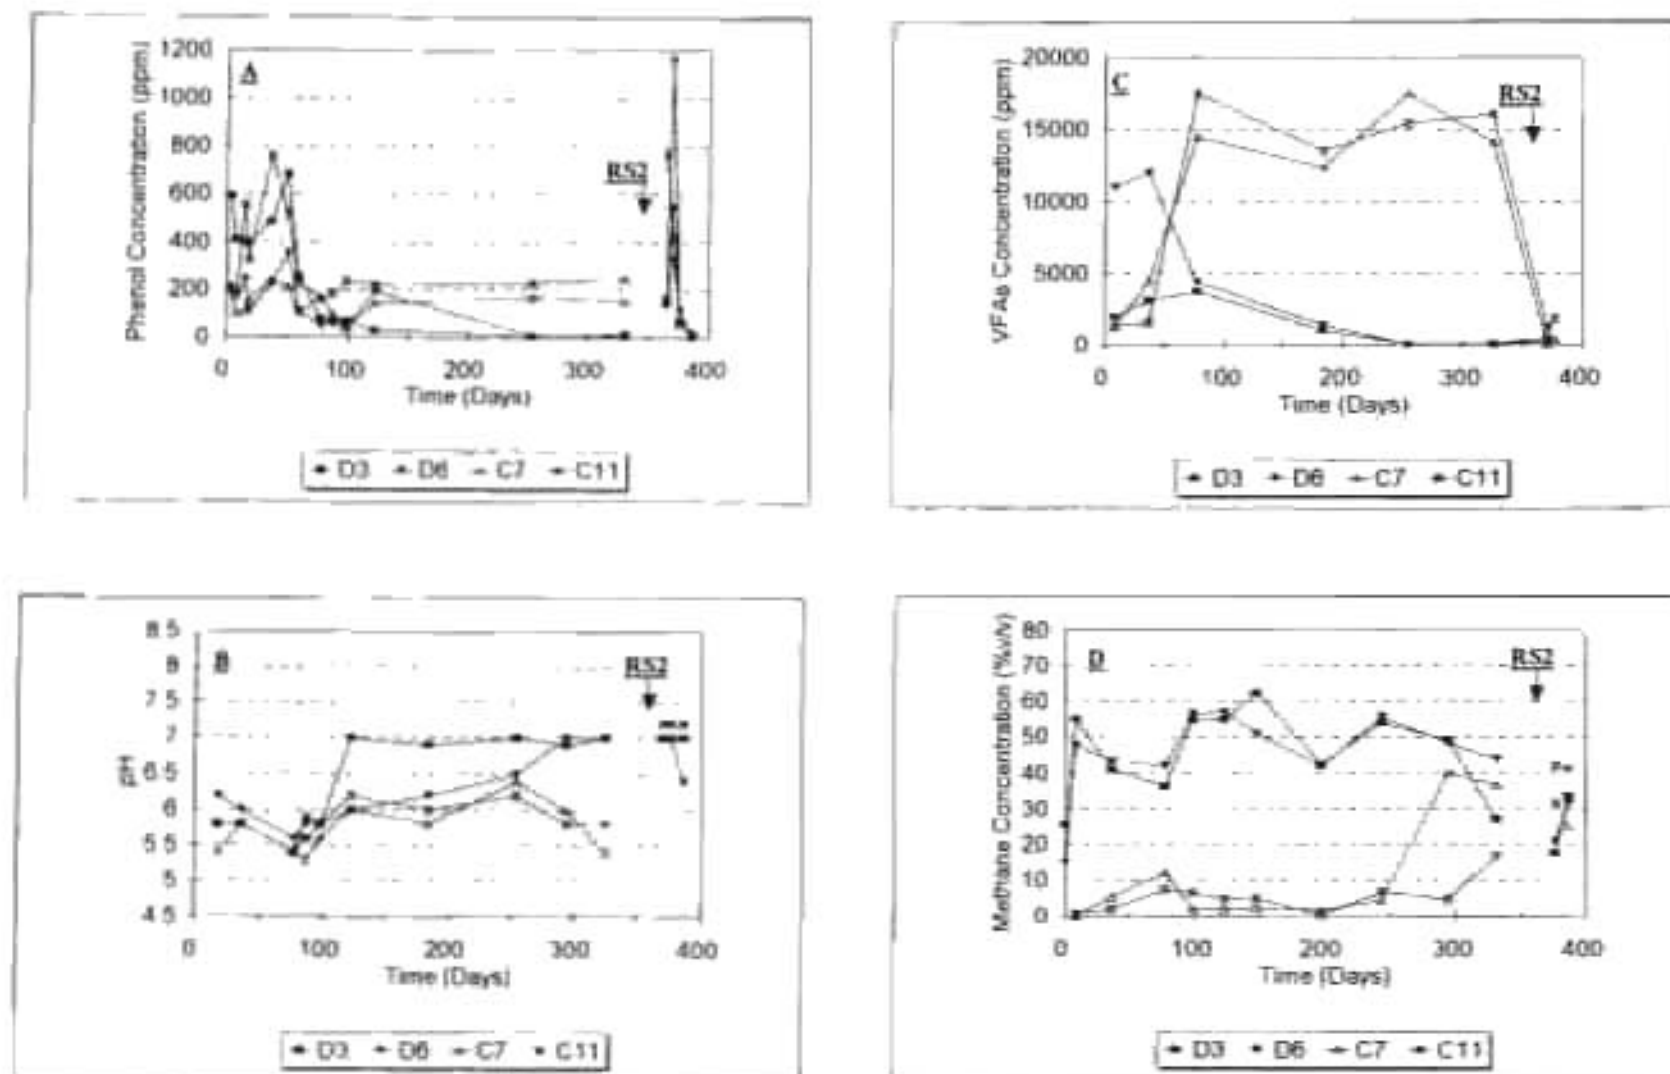 A
Phenol Concentration (ppm)
1200
1000
800
600
400
200
0
RS2
0 100 200 300 400
Time (Days)
D3 D6 C7 C11
C
VFAs Concentration (ppm)
20000
15000
10000
5000
0
RS2
0 100 200 300 400
Time (Days)
D3 D6 C7 C11
B
pH
8.5
8
7.5
7
6.5
6
5.5
5
4.5
RS2
0 100 200 300 400
Time (Days)
D3 D6 C7 C11
D
Methane Concentration (%v/v)
80
70
60
50
40
30
20
10
0
RS2
0 100 200 300 400
Time (Days)
D3 D6 C7 C11